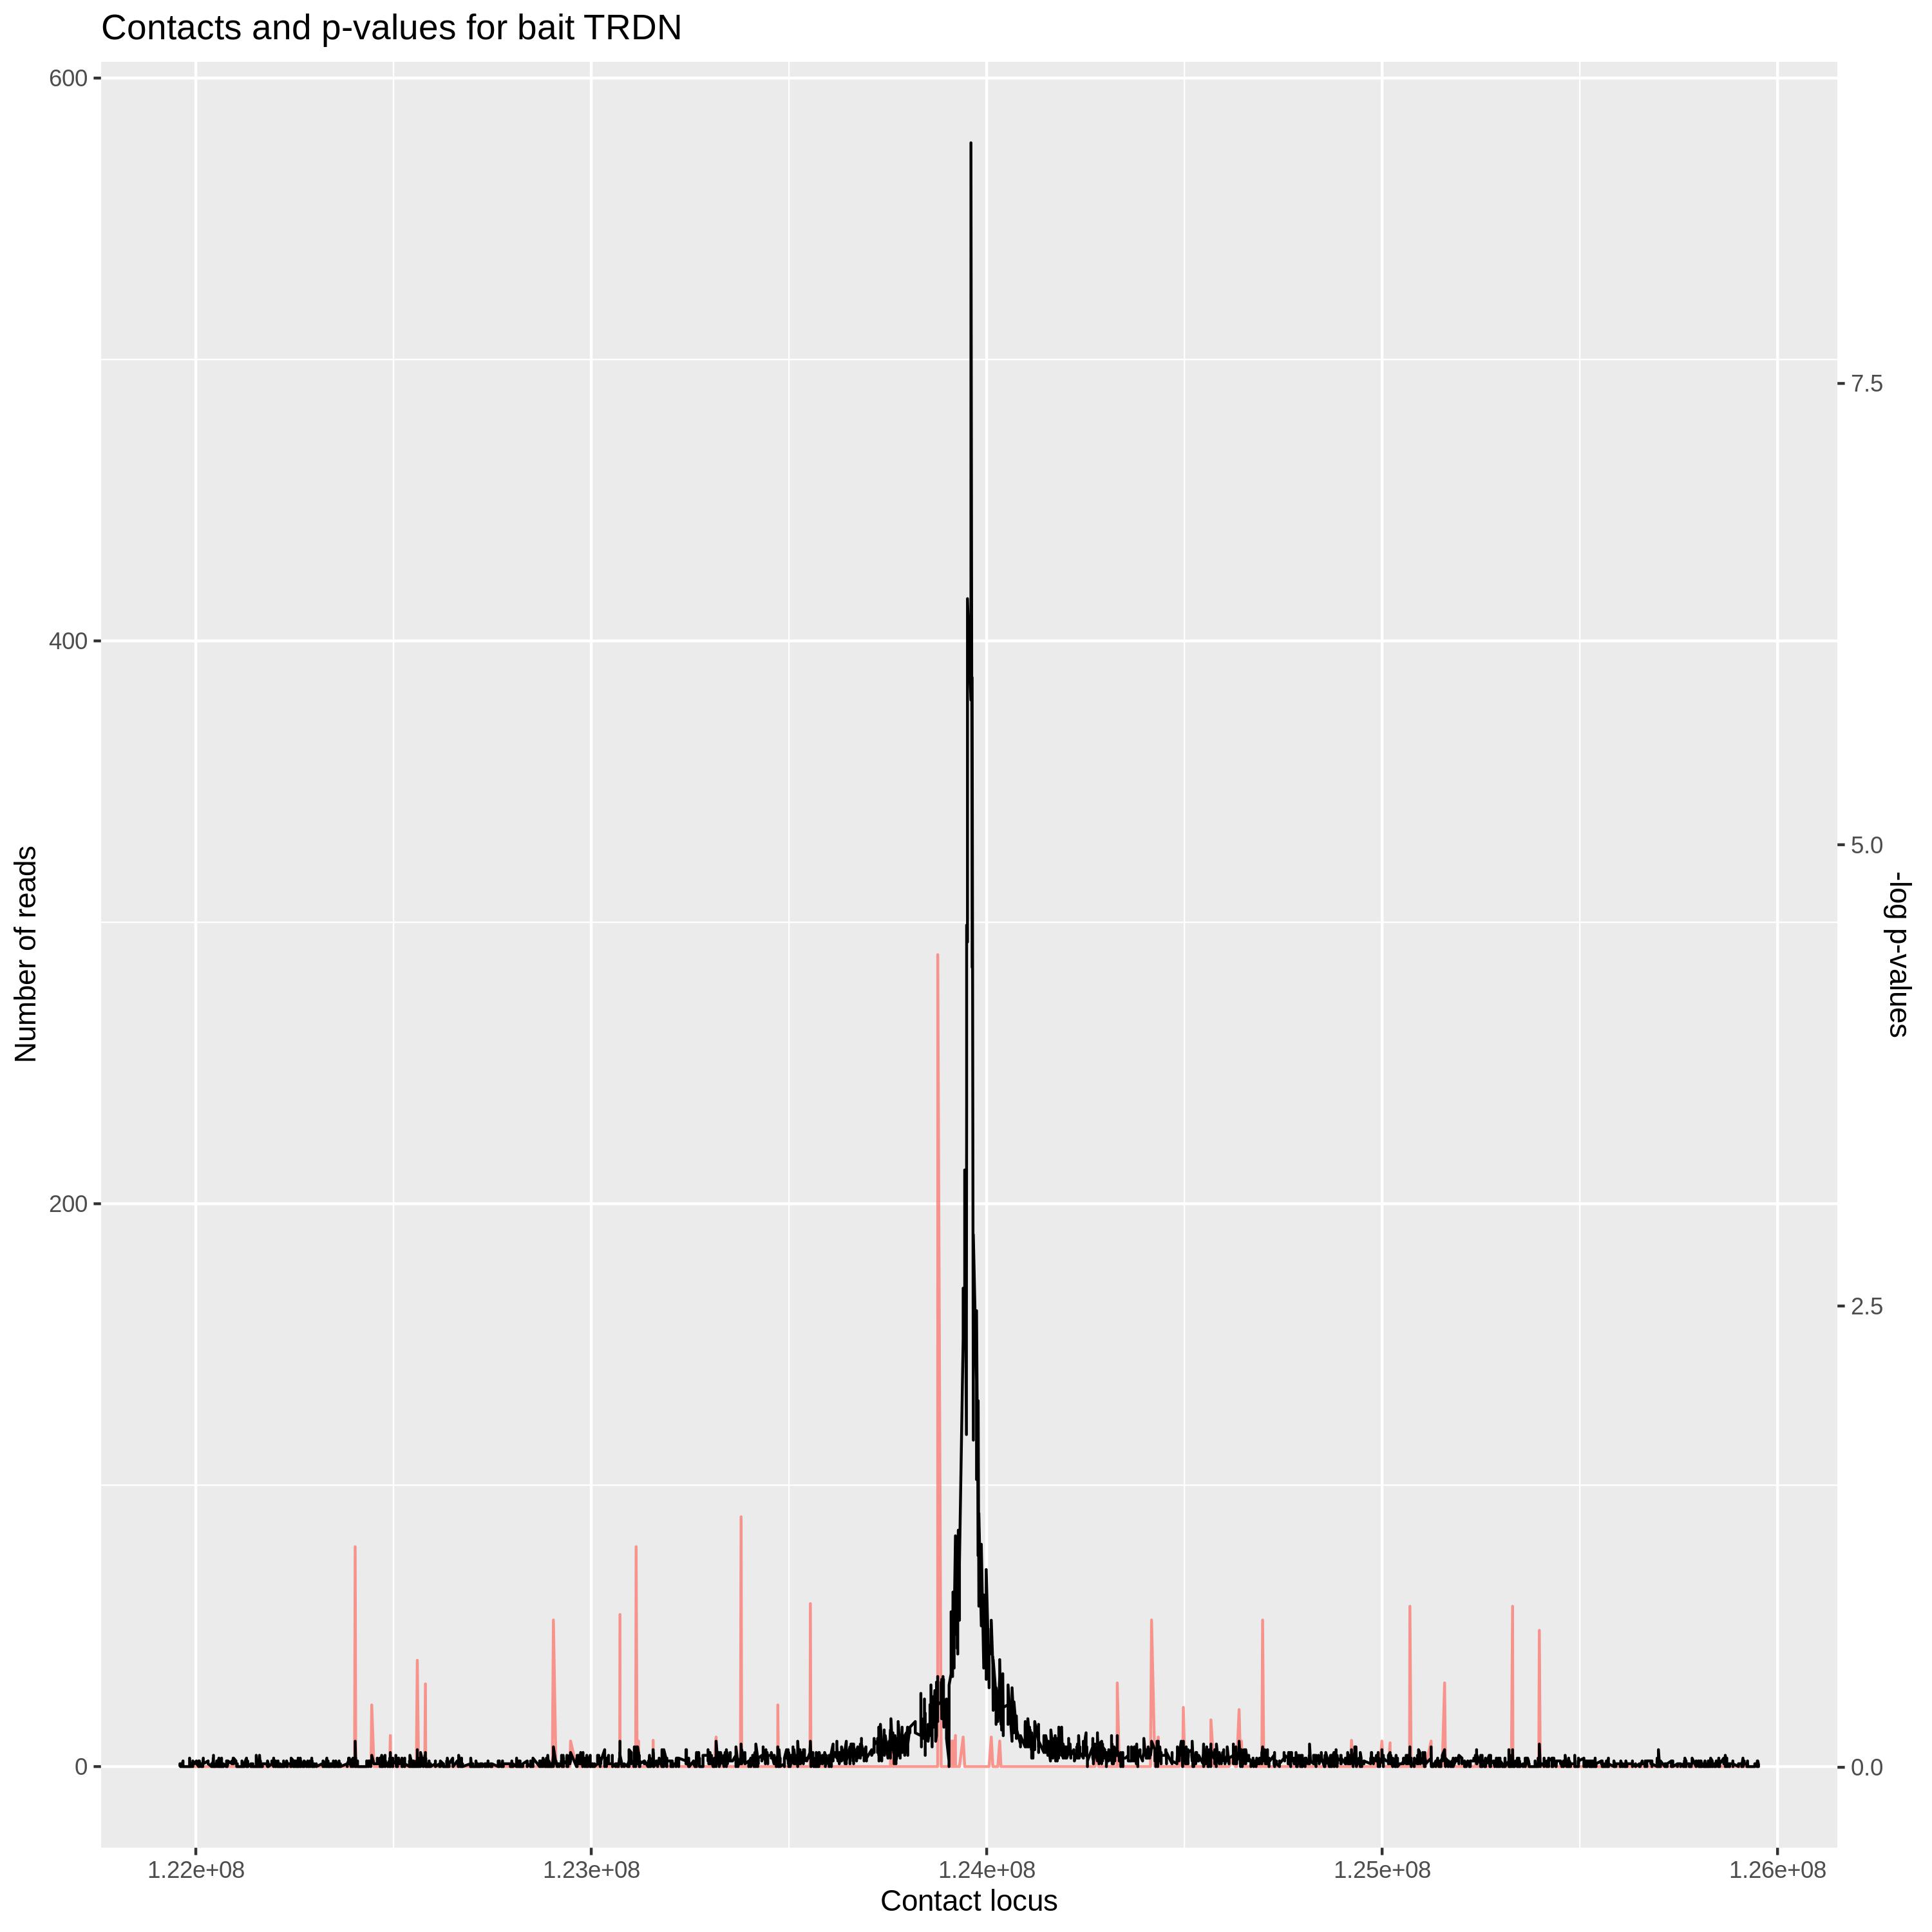 Contacts and p-values for bait TRDN
600
400
200
0
Number of reads
7.5
5.0
2.5
0.0
-log p-values
1.22e+08
1.23e+08
1.24e+08
1.25e+08
1.26e+08
Contact locus